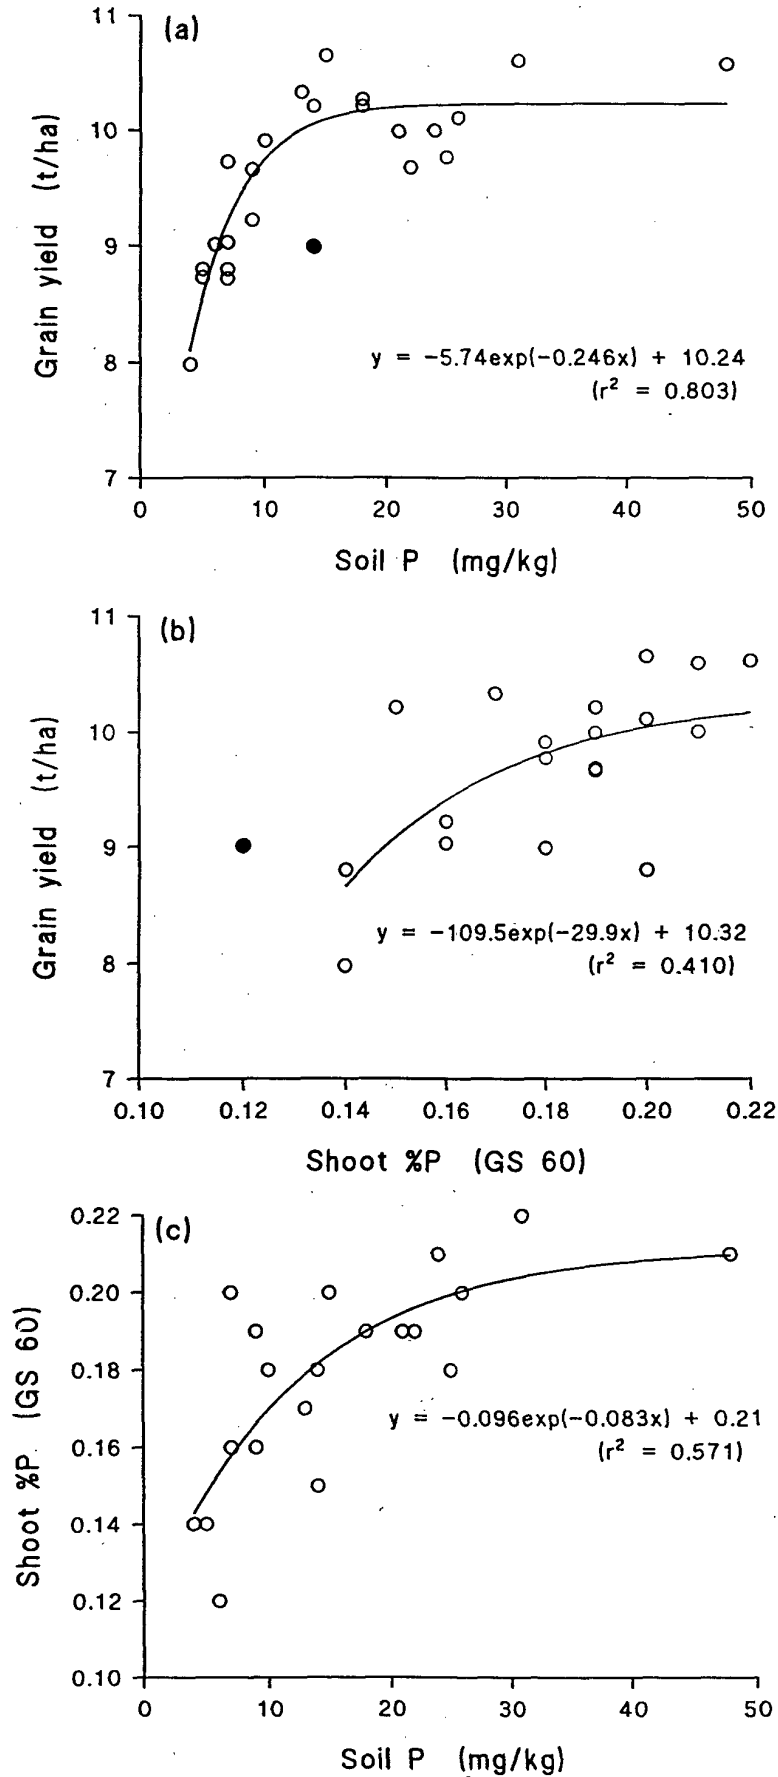 (a)
11
10
9
8
7
Grain yield (t/ha)
y = -5.74exp(-0.246x) + 10.24
(r² = 0.803)
0 10 20 30 40 50
Soil P (mg/kg)
(b)
11
10
9
8
7
Grain yield (t/ha)
y = -109.5exp(-29.9x) + 10.32
(r² = 0.410)
0.10 0.12 0.14 0.16 0.18 0.20 0.22
Shoot %P (GS 60)
(c)
0.22
0.20
0.18
0.16
0.14
0.12
0.10
Shoot %P. (GS 60)
y = -0.096exp(-0.083x) + 0.21
(r² = 0.571)
0 10 20 30 40 50
Soil P (mg/kg)